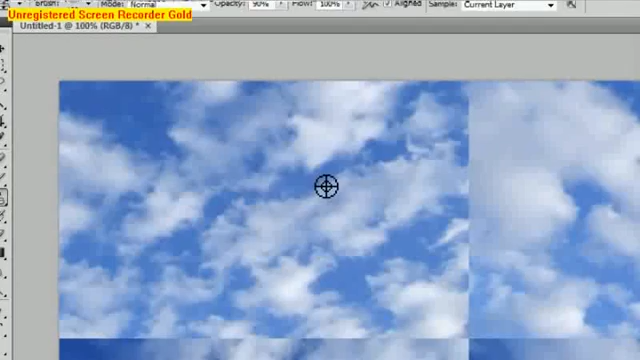 Brush: Mode: Normal Opacity: 90% Flow: 100% Aligned Sample: Current Layer
Unregistered Screen Recorder Gold
Untitled-1 @ 100% (RGB/8) * ×